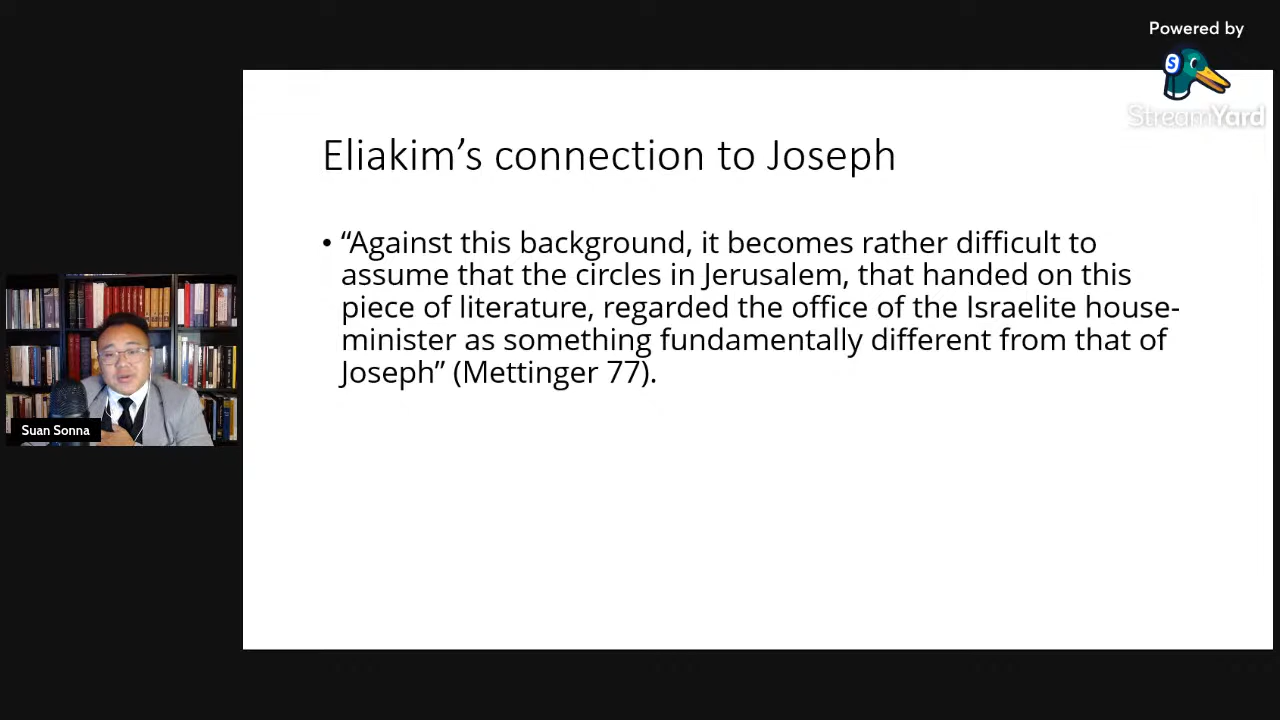 Powered by
StreamYard
Eliakim’s connection to Joseph
• “Against this background, it becomes rather difficult to
assume that the circles in Jerusalem, that handed on this
piece of literature, regarded the office of the Israelite house-
minister as something fundamentally different from that of
Joseph” (Mettinger 77).
Suan Sonna